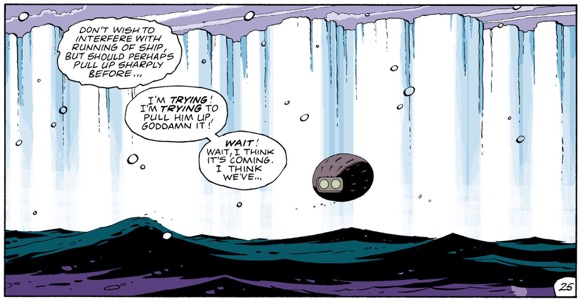 DON'T WISH TO
INTERFERE WITH
RUNNING OF SHIP,
BUT SHOULD PERHAPS
PULL UP SHARPLY
BEFORE...
I'M TRYING!
I'M TRYING TO
PULL HIM UP,
GODDAMN IT!
WAIT!
WAIT, I THINK
IT'S COMING.
I THINK
WE'VE...
25